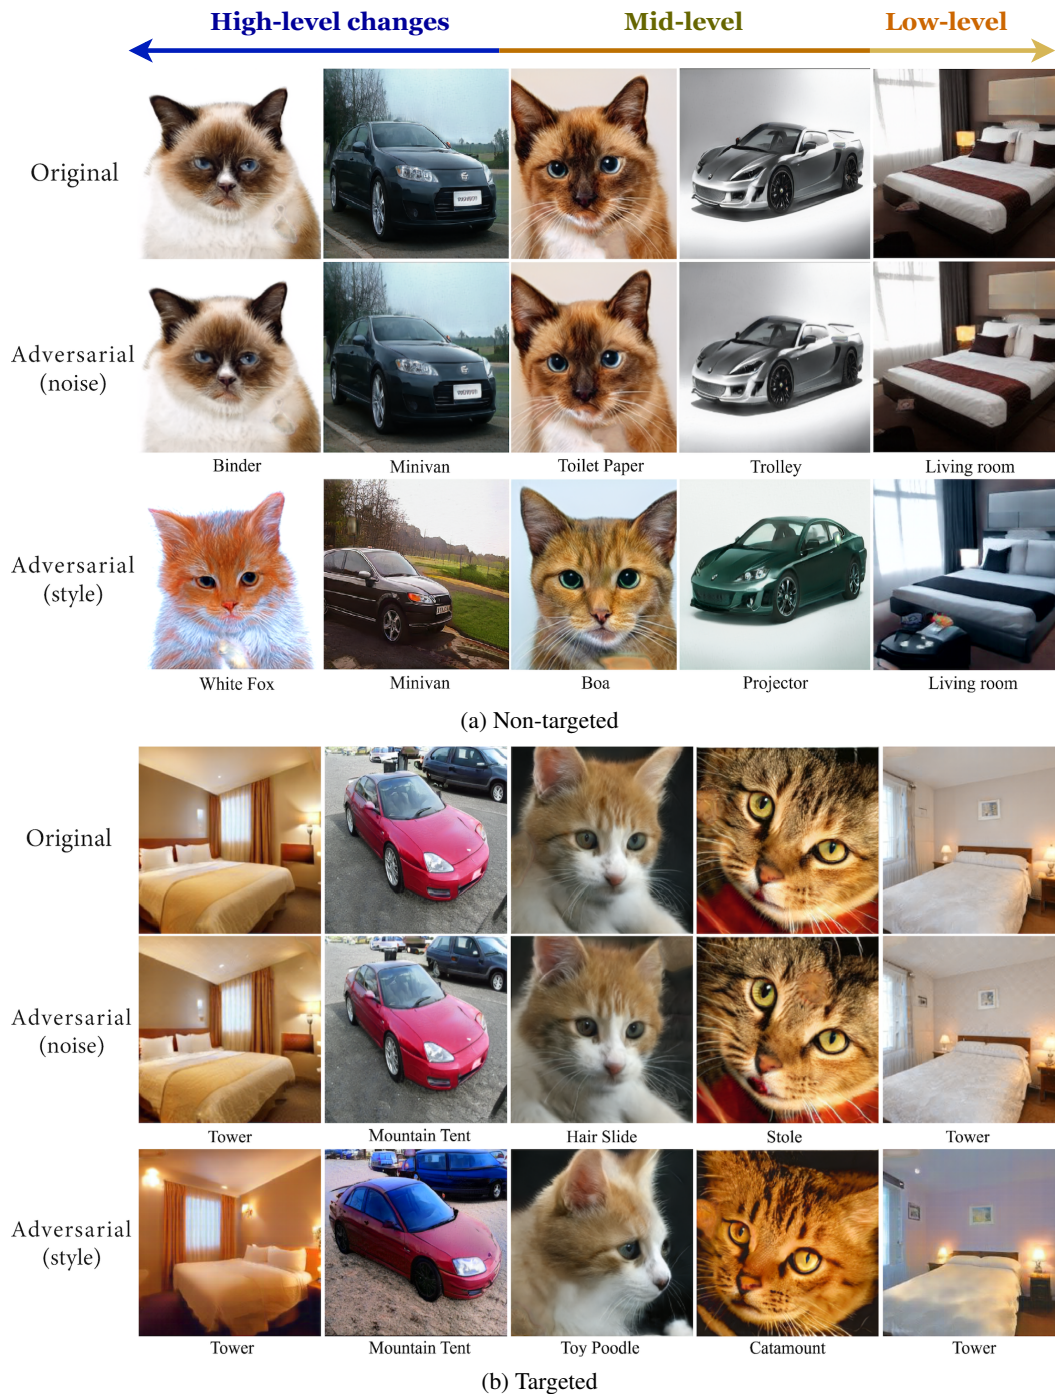 High-level changes Mid-level Low-level
Original
Adversarial
(noise)
Binder Minivan Toilet Paper Trolley Living room
Adversarial
(style)
White Fox Minivan Boa Projector Living room
(a) Non-targeted
Original
Adversarial
(noise)
Tower Mountain Tent Hair Slide Stole Tower
Adversarial
(style)
Tower Mountain Tent Toy Poodle Catamount Tower
(b) Targeted